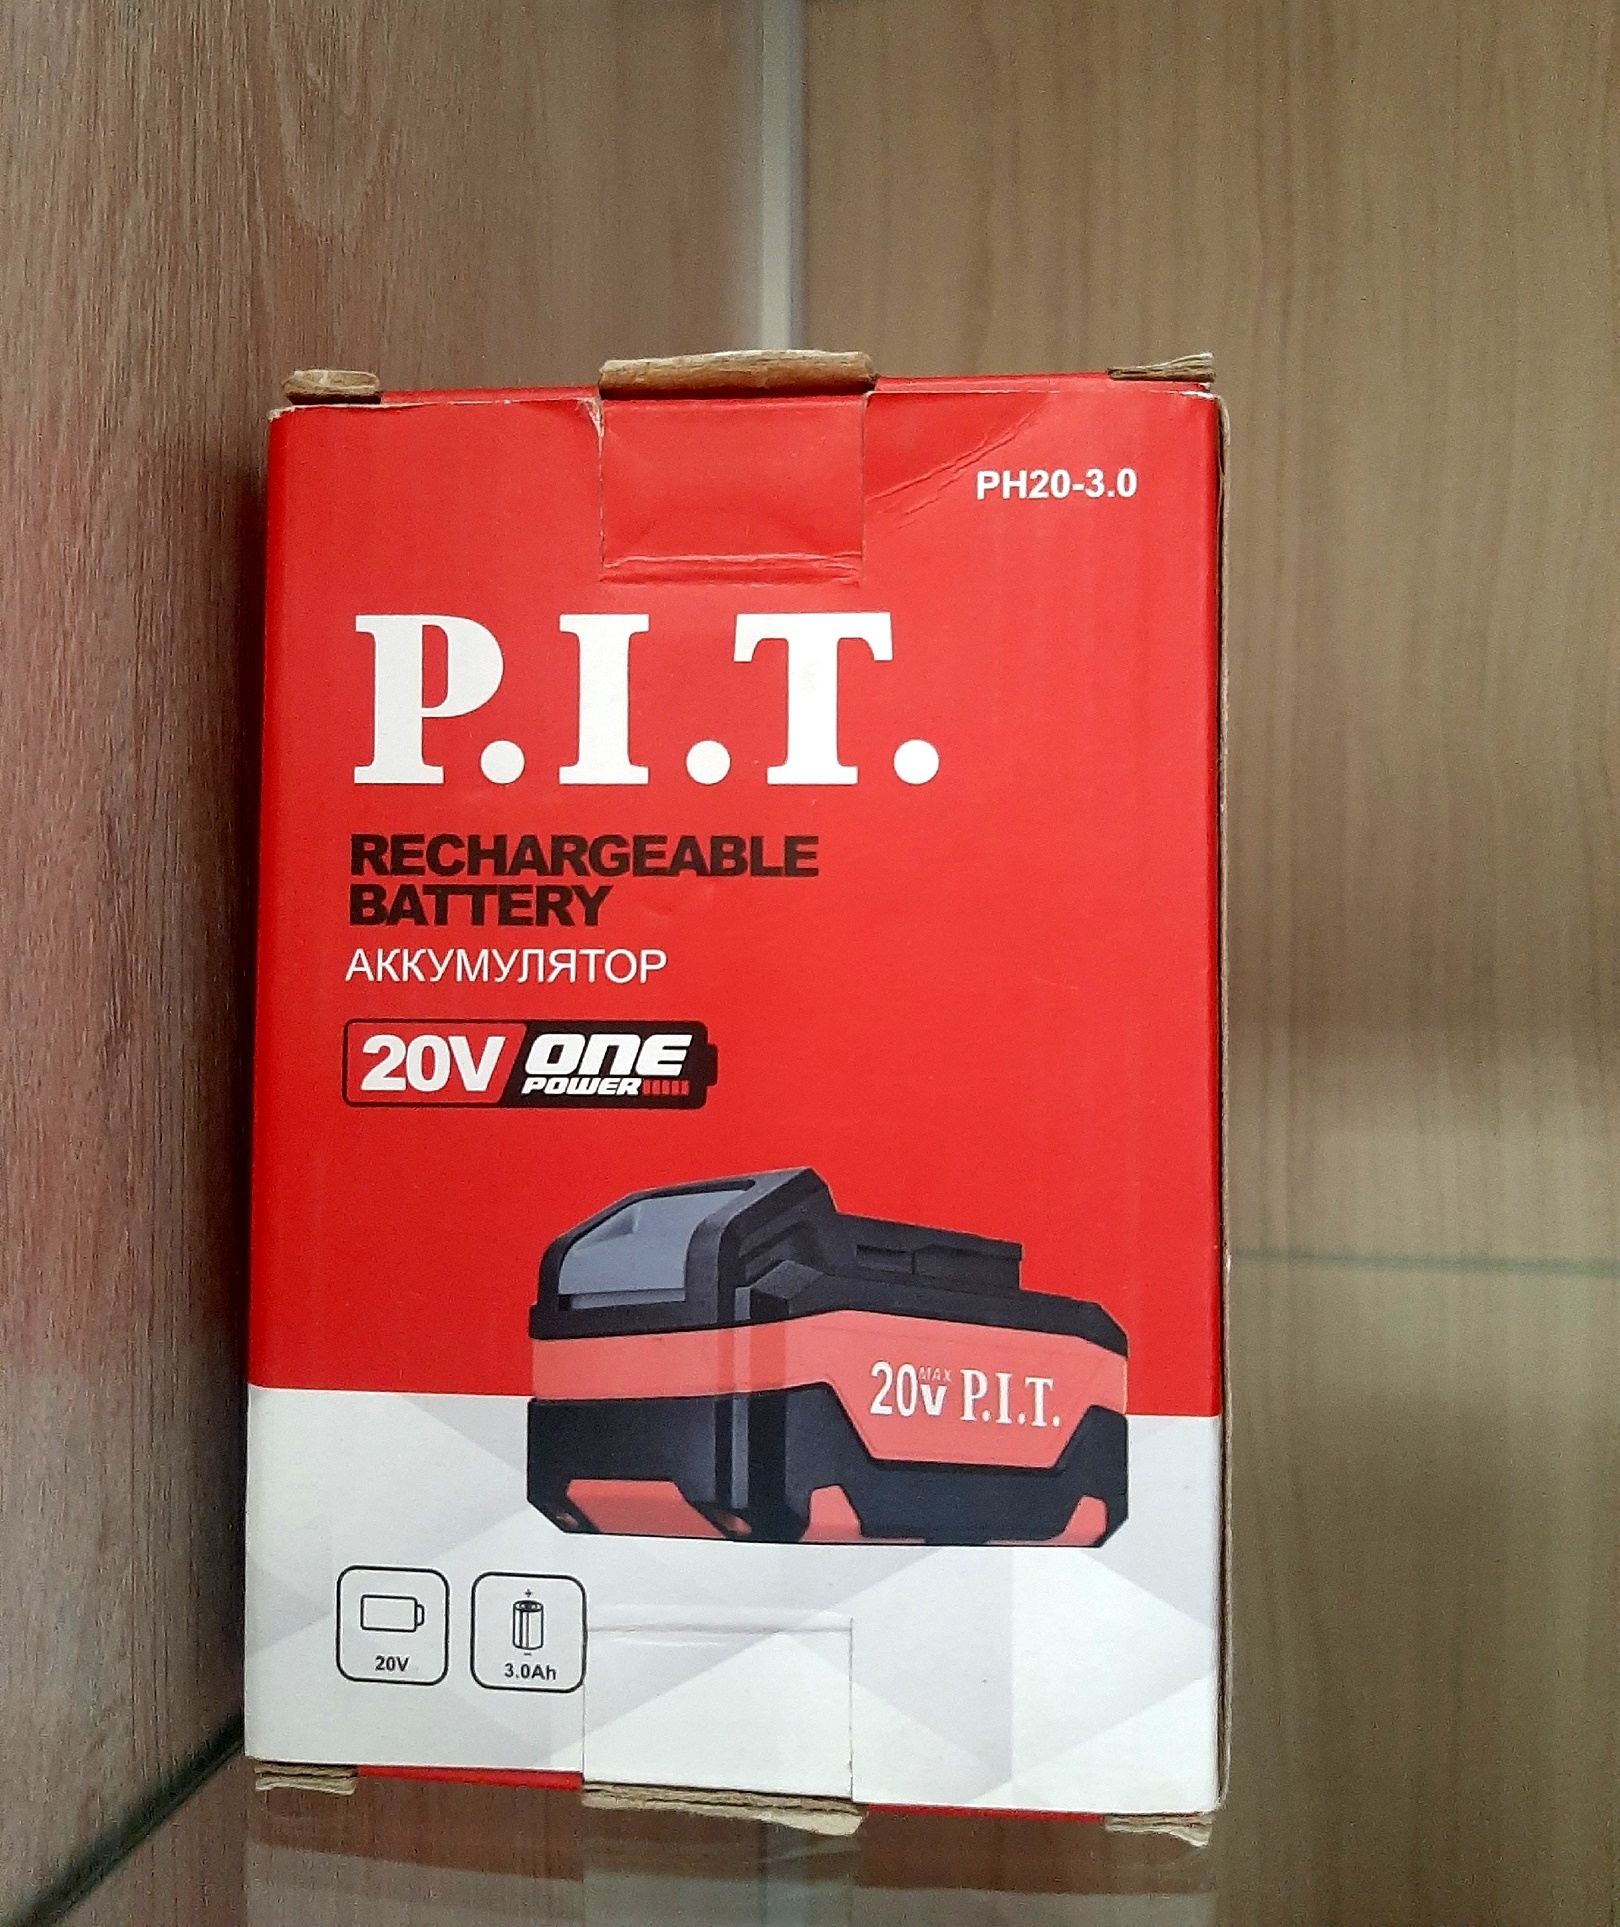 PH20-3.0
P.I.T.
RECHARGEABLE
BATTERY
АККУМУЛЯТОР
20V ONE
POWER
20V MAX P.I.T.
20V
3.0Ah